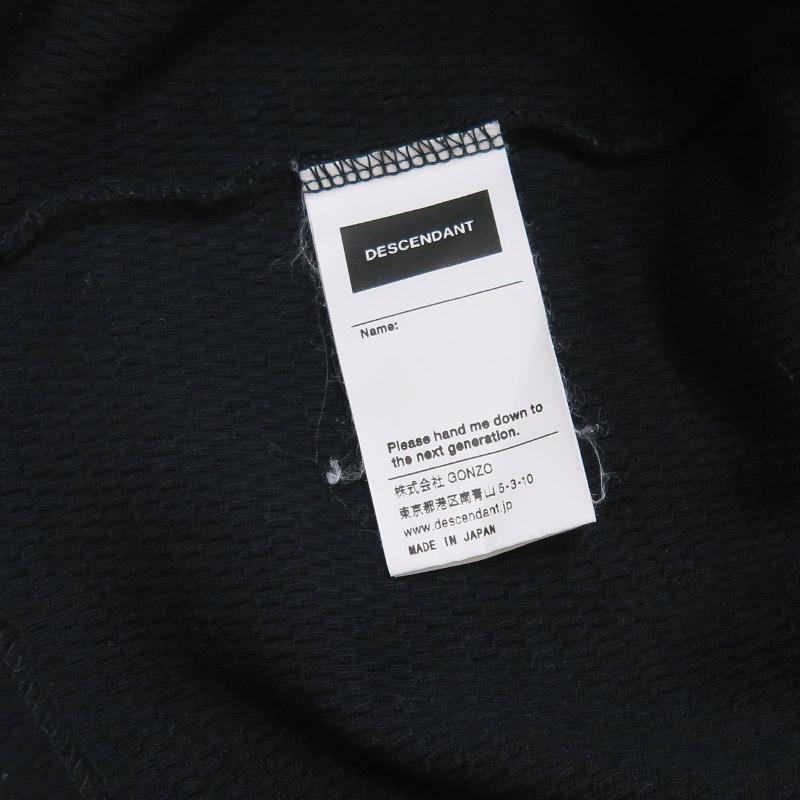 DESCENDANT
Name:
Please hand me down to
the next generation.
株式会社 GONZO
東京都港区南青山 5-3-10
www.descendant.jp
MADE IN JAPAN